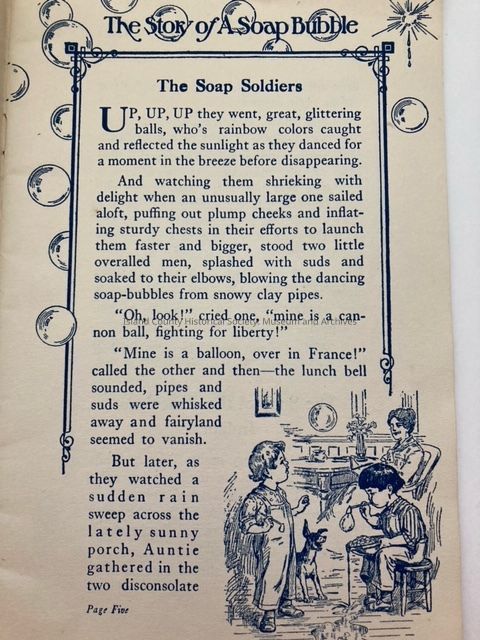 The Story of A Soap Bubble
The Soap Soldiers
UP, UP, UP they went, great, glittering
balls, who's rainbow colors caught
and reflected the sunlight as they danced for
a moment in the breeze before disappearing.
And watching them shrieking with
delight when an unusually large one sailed
aloft, puffing out plump cheeks and inflat-
ing sturdy chests in their efforts to launch
them faster and bigger, stood two little
overalled men, splashed with suds and
soaked to their elbows, blowing the dancing
soap-bubbles from snowy clay pipes.
"Oh, look!" cried one, "mine is a can-
Island County Historical Society, Museum and Archives
non ball, fighting for liberty!"
"Mine is a balloon, over in France!"
called the other and then—the lunch bell
sounded, pipes and
suds were whisked
away and fairyland
seemed to vanish.
But later, as
they watched a
sudden rain
sweep across the
lately sunny
porch, Auntie
gathered in the
two disconsolate
Page Five